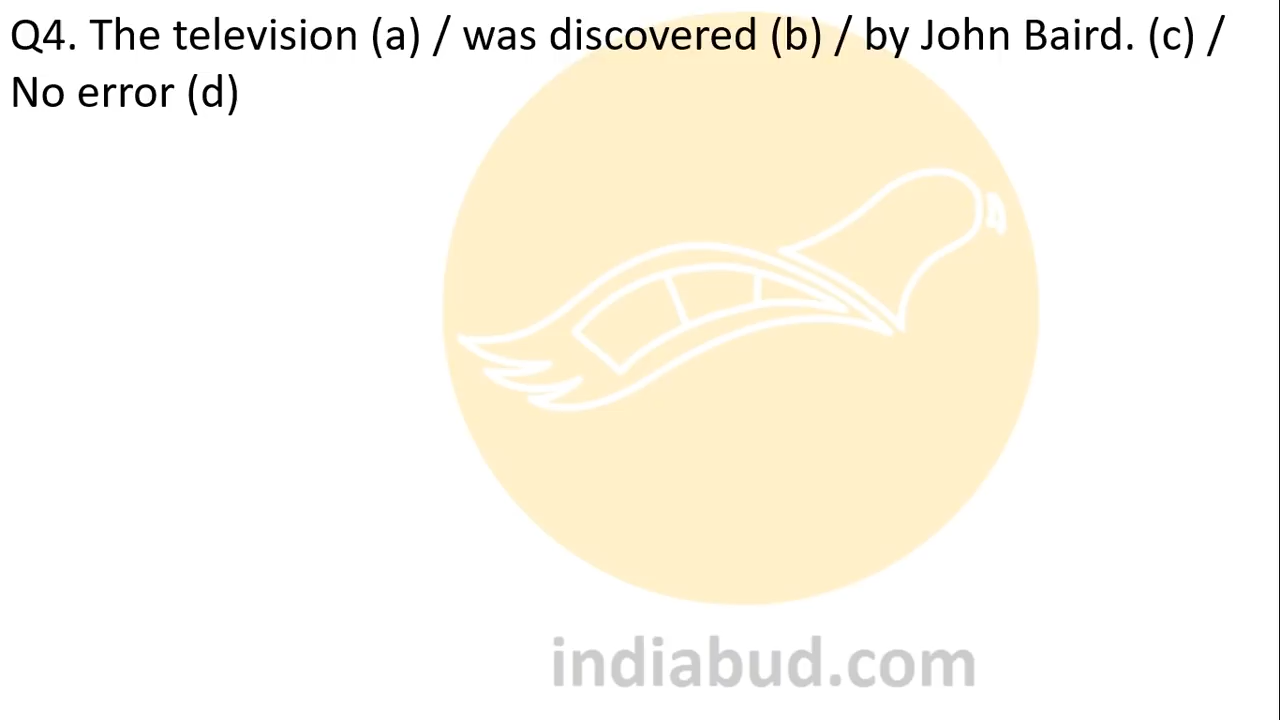 Q4. The television (a) / was discovered (b) / by John Baird. (c) /
No error (d)
indiabud.com